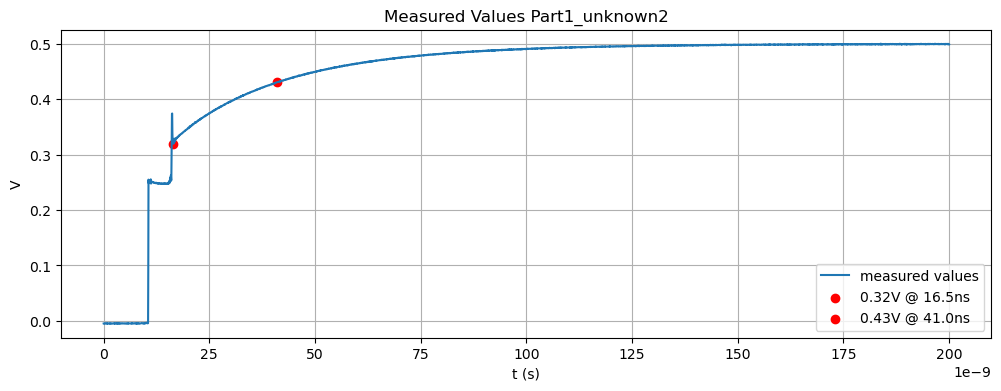 Measured Values Part1_unknown2
V
0.5
0.4
0.3
0.2
0.1
0.0
measured values
0.32V @ 16.5ns
0.43V @ 41.0ns
0 25 50 75 100 125 150 175 200
1e−9
t (s)